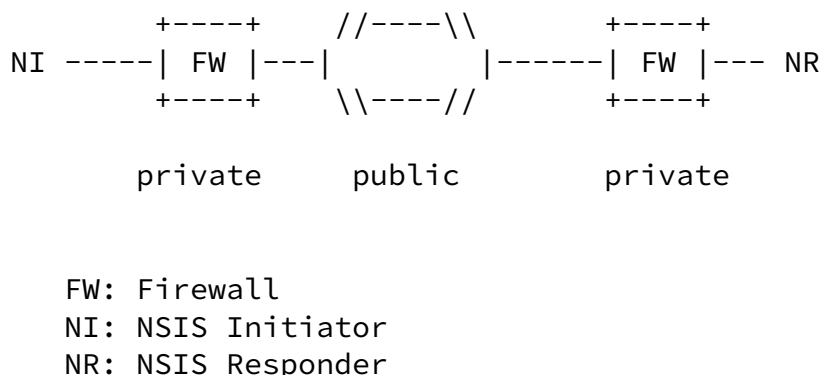 +----+ //----\\ +----+
NI -----| FW |---| |------| FW |--- NR
+----+ \\----// +----+
private public private
FW: Firewall
NI: NSIS Initiator
NR: NSIS Responder